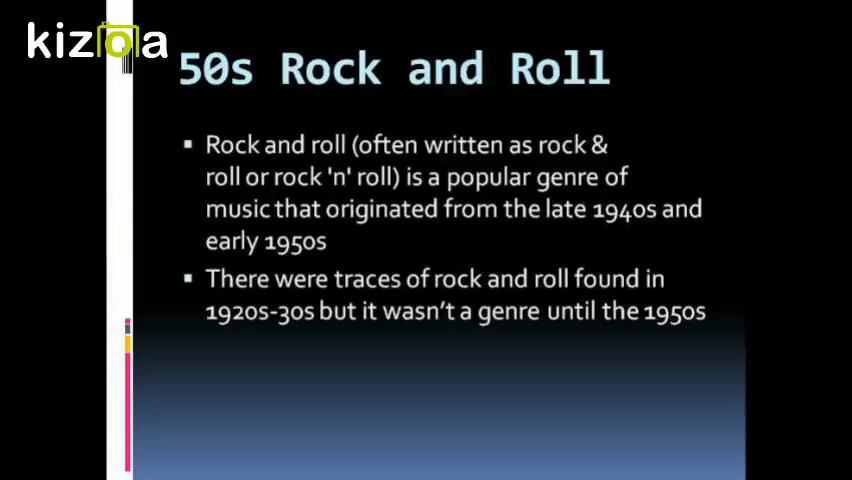 kizoa
50s Rock and Roll
▪ Rock and roll (often written as rock &
roll or rock 'n' roll) is a popular genre of
music that originated from the late 1940s and
early 1950s
▪ There were traces of rock and roll found in
1920s-30s but it wasn’t a genre until the 1950s